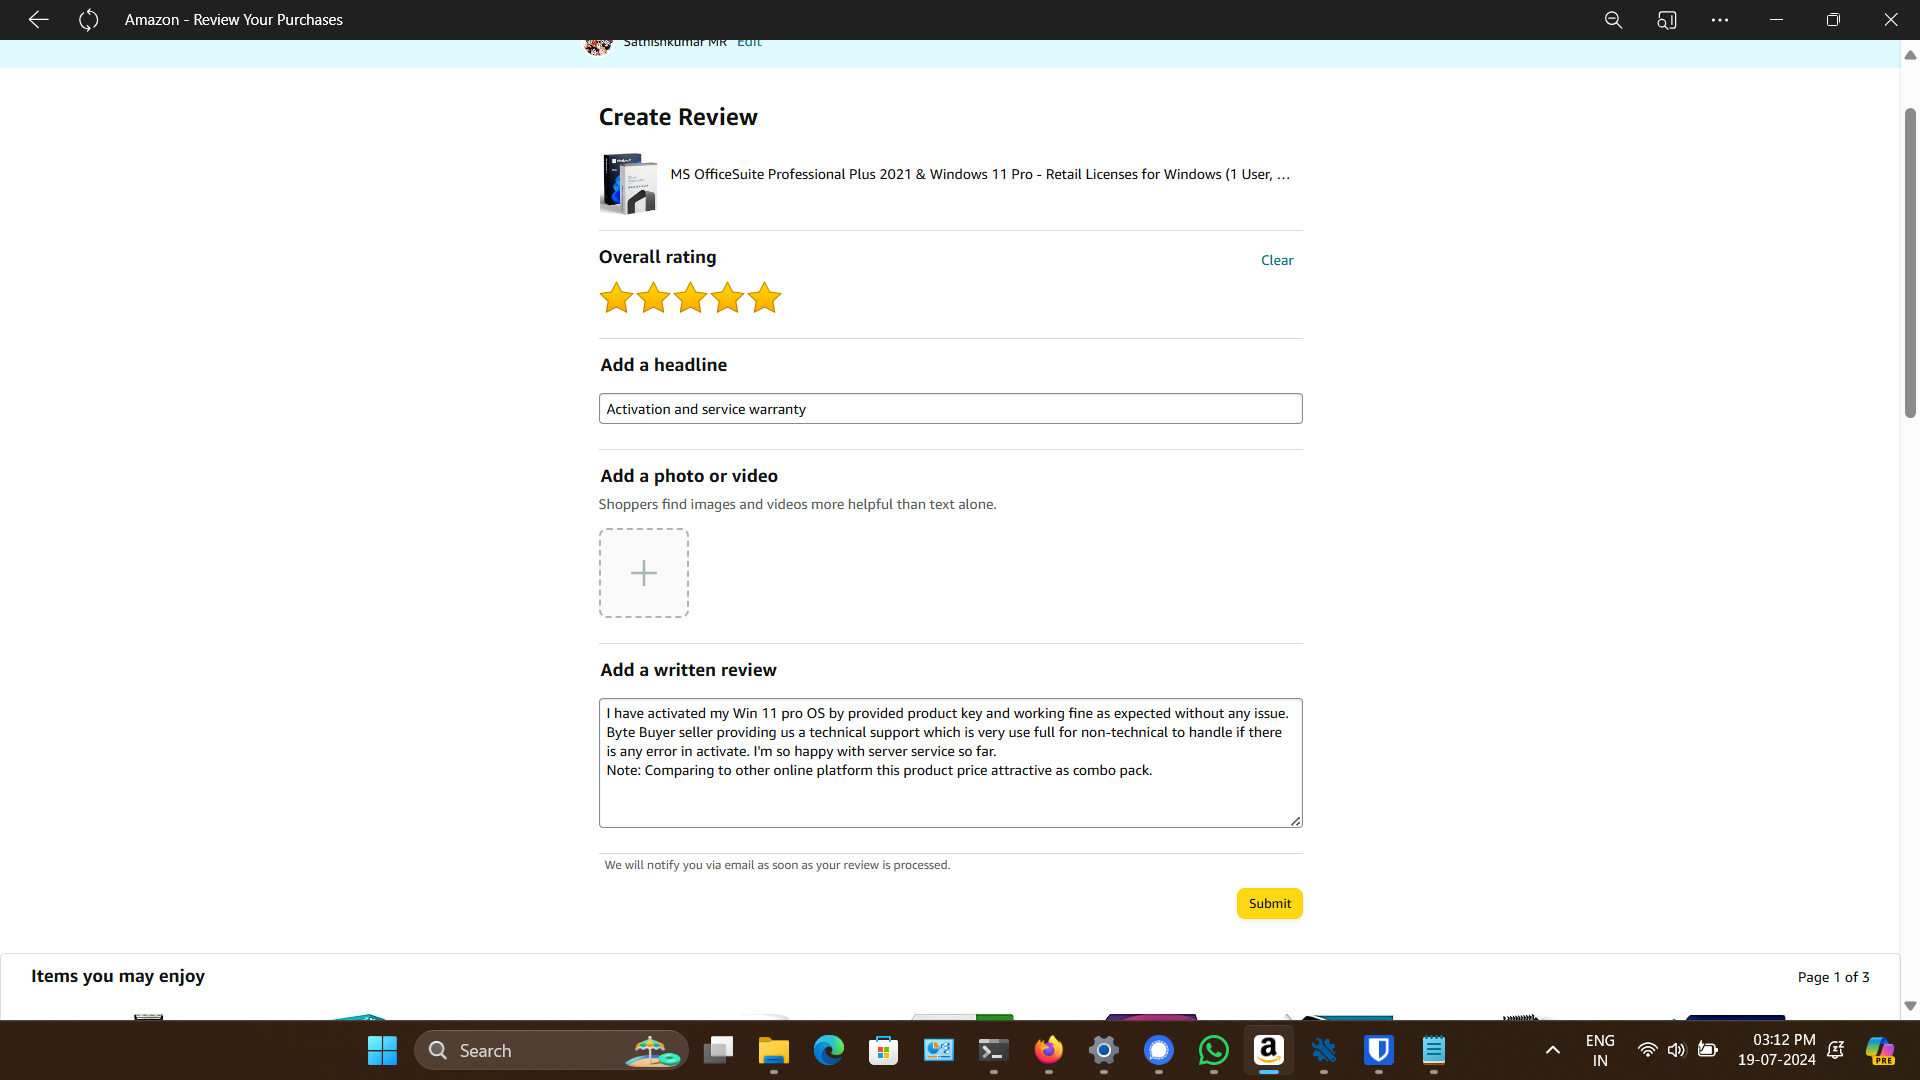 Amazon - Review Your Purchases
Sathishkumar MR Edit
Create Review
MS OfficeSuite Professional Plus 2021 & Windows 11 Pro - Retail Licenses for Windows (1 User, ...
Overall rating
Clear
Add a headline
Activation and service warranty
Add a photo or video
Shoppers find images and videos more helpful than text alone.
Add a written review
I have activated my Win 11 pro OS by provided product key and working fine as expected without any issue.
Byte Buyer seller providing us a technical support which is very use full for non-technical to handle if there
is any error in activate. I'm so happy with server service so far.
Note: Comparing to other online platform this product price attractive as combo pack.
We will notify you via email as soon as your review is processed.
Submit
Items you may enjoy
Page 1 of 3
Search
ENG
IN
03:12 PM
19-07-2024
PRE